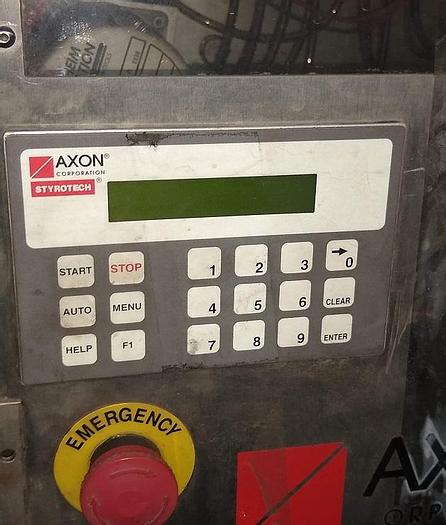 AXON®
CORPORATION
STYROTECH®
START STOP 1 2 3 0
AUTO MENU 4 5 6 CLEAR
HELP F1 7 8 9 ENTER
EMERGENCY